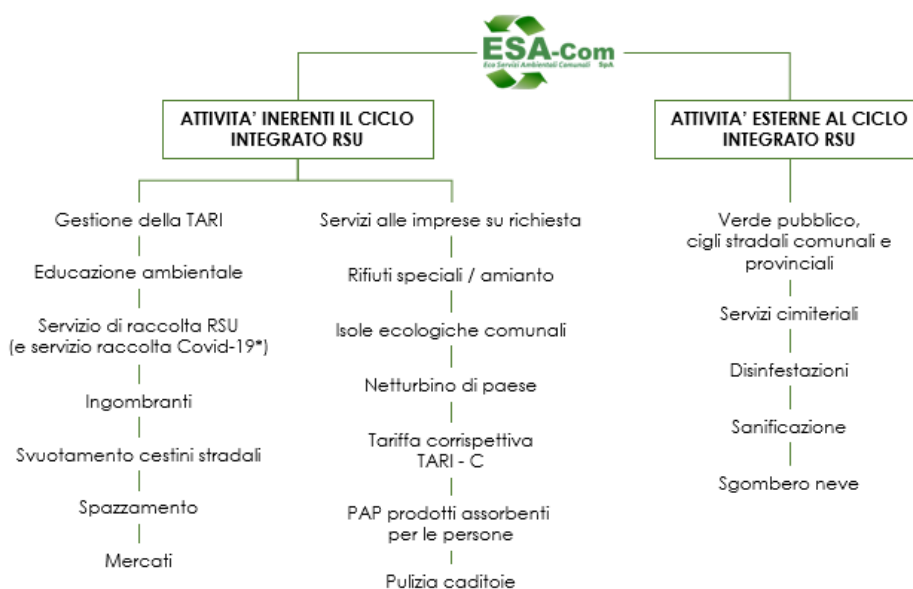 ESA-Com
Eco Servizi Ambientali Comunali SpA
ATTIVITA' INERENTI IL CICLO
INTEGRATO RSU
Gestione della TARI
Educazione ambientale
Servizio di raccolta RSU
(e servizio raccolta Covid-19*)
Ingombranti
Svuotamento cestini stradali
Spazzamento
Mercati
Servizi alle imprese su richiesta
Rifiuti speciali / amianto
Isole ecologiche comunali
Netturbino di paese
Tariffa corrispettiva
TARI - C
PAP prodotti assorbenti
per le persone
Pulizia caditoie
ATTIVITA' ESTERNE AL CICLO
INTEGRATO RSU
Verde pubblico,
cigli stradali comunali e
provinciali
Servizi cimiteriali
Disinfestazioni
Sanificazione
Sgombero neve